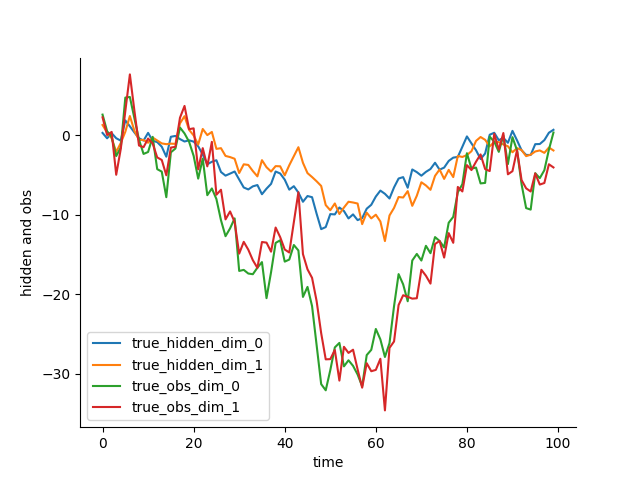 0
−10
−20
−30
hidden and obs
true_hidden_dim_0
true_hidden_dim_1
true_obs_dim_0
true_obs_dim_1
0 20 40 60 80 100
time